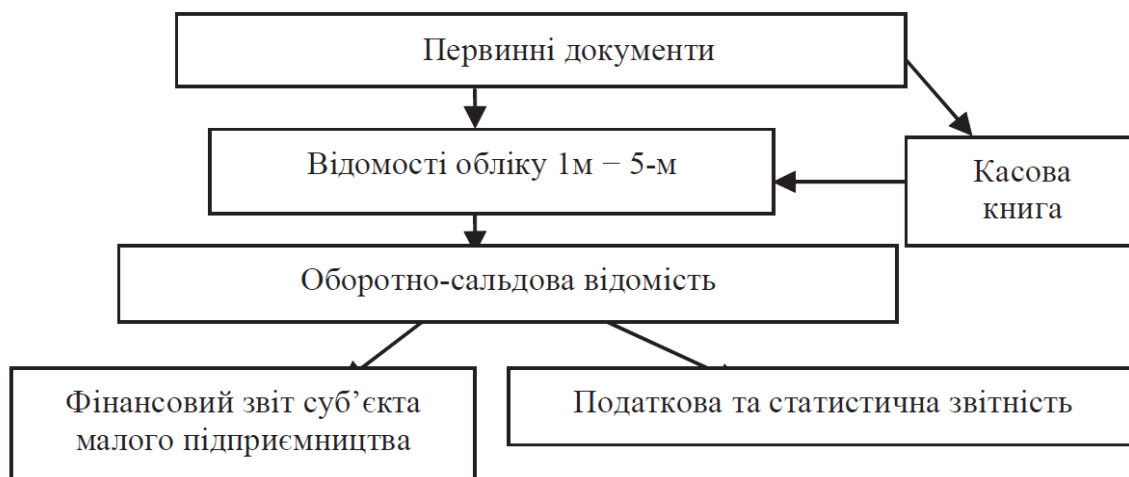 Первинні документи
Відомості обліку 1м − 5-м
Касова
книга
Оборотно-сальдова відомість
Фінансовий звіт суб’єкта
малого підприємництва
Податкова та статистична звітність